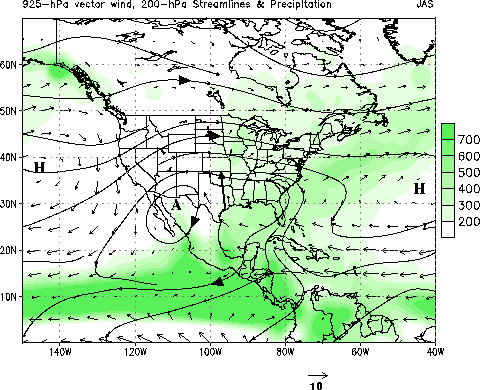 925-hPa vector wind, 200-hPa Streamlines & Precipitation JAS
60N
50N
40N
30N
20N
10N
H
A
H
700
600
500
400
300
200
140W 120W 100W 80W 60W 40W
10